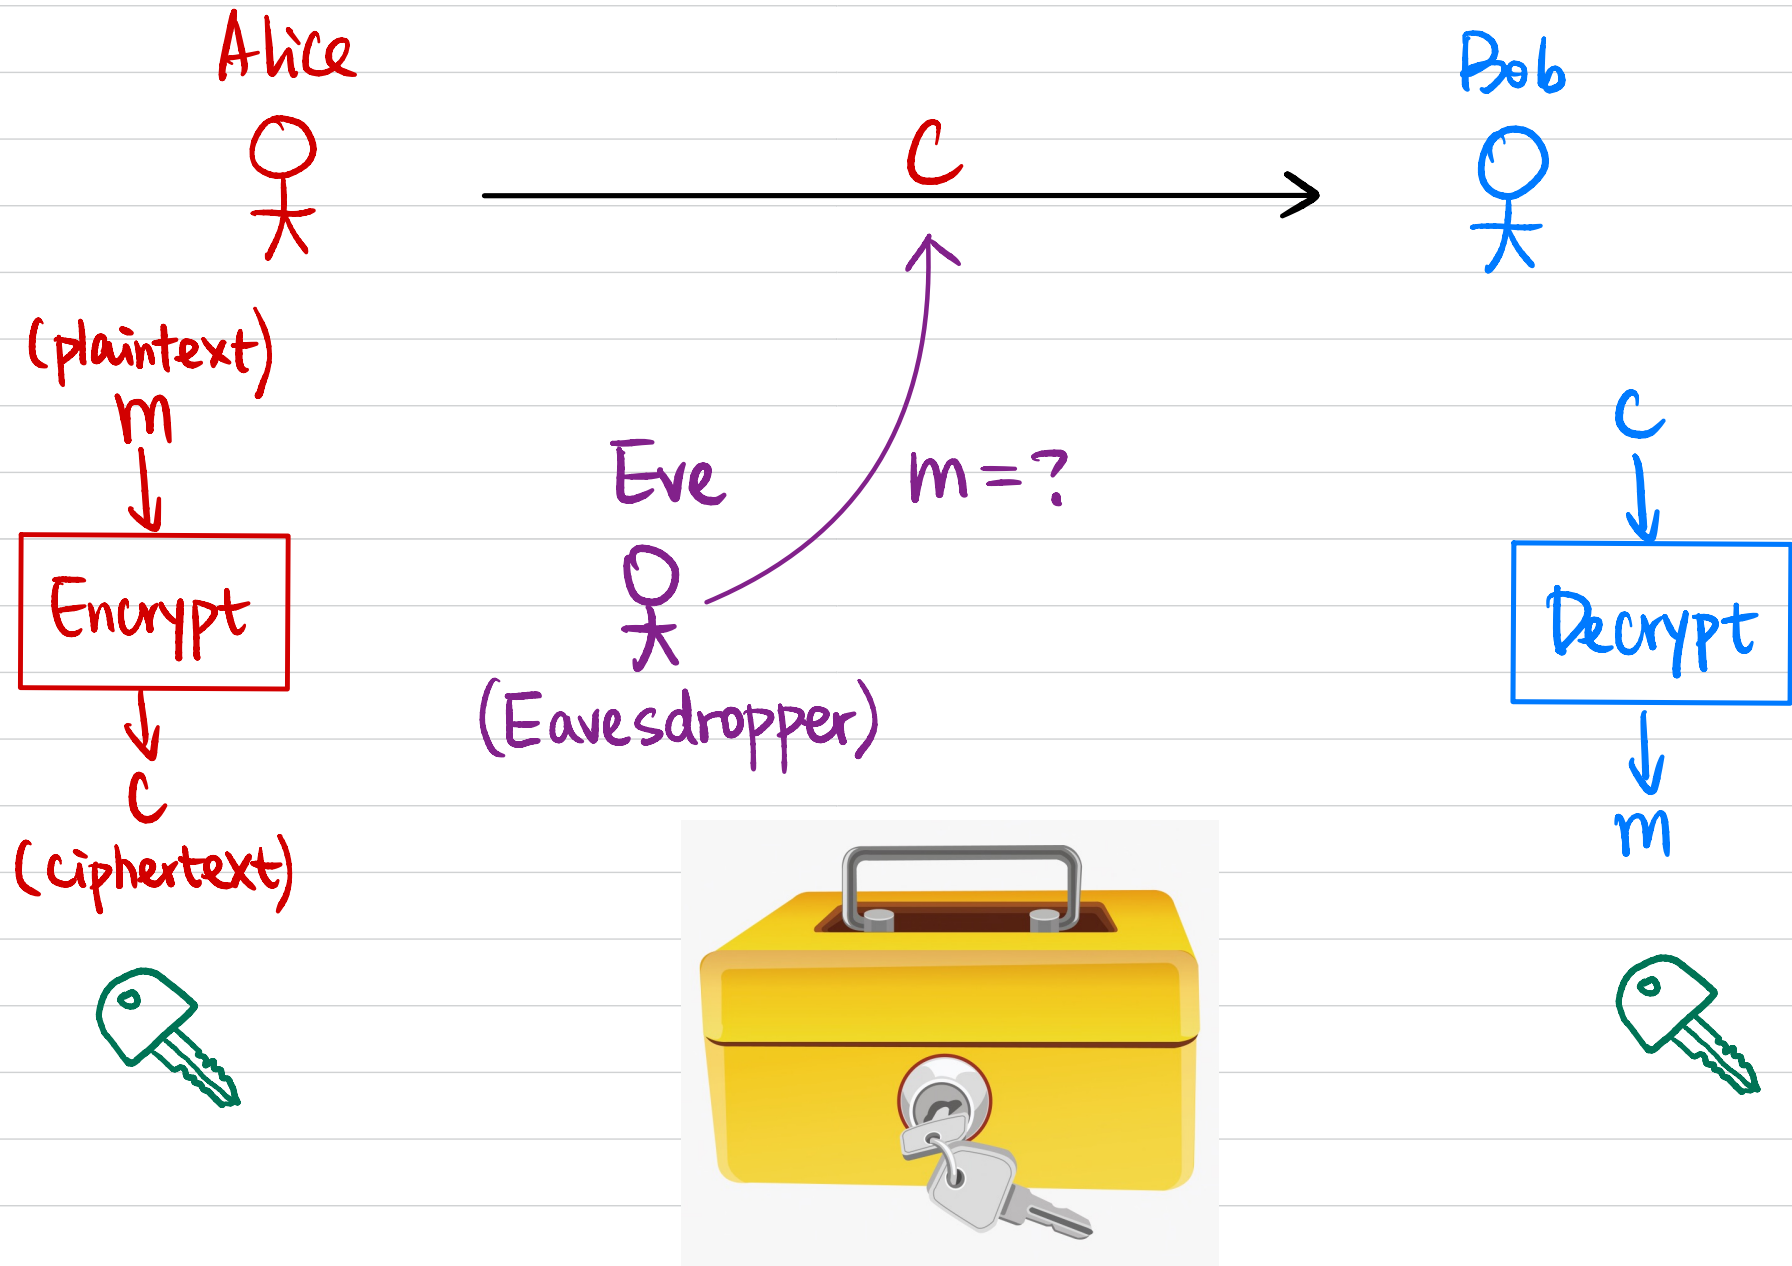 Alice
Bob
C
(plaintext)
m
Encrypt
C
(ciphertext)
Eve
m=?
(Eavesdropper)
C
Decrypt
m